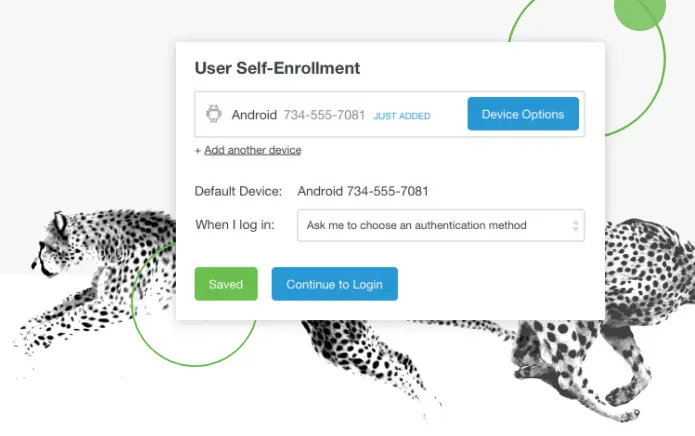 User Self-Enrollment
Android 734-555-7081 JUST ADDED Device Options
+ Add another device
Default Device: Android 734-555-7081
When I log in: Ask me to choose an authentication method
Saved Continue to Login